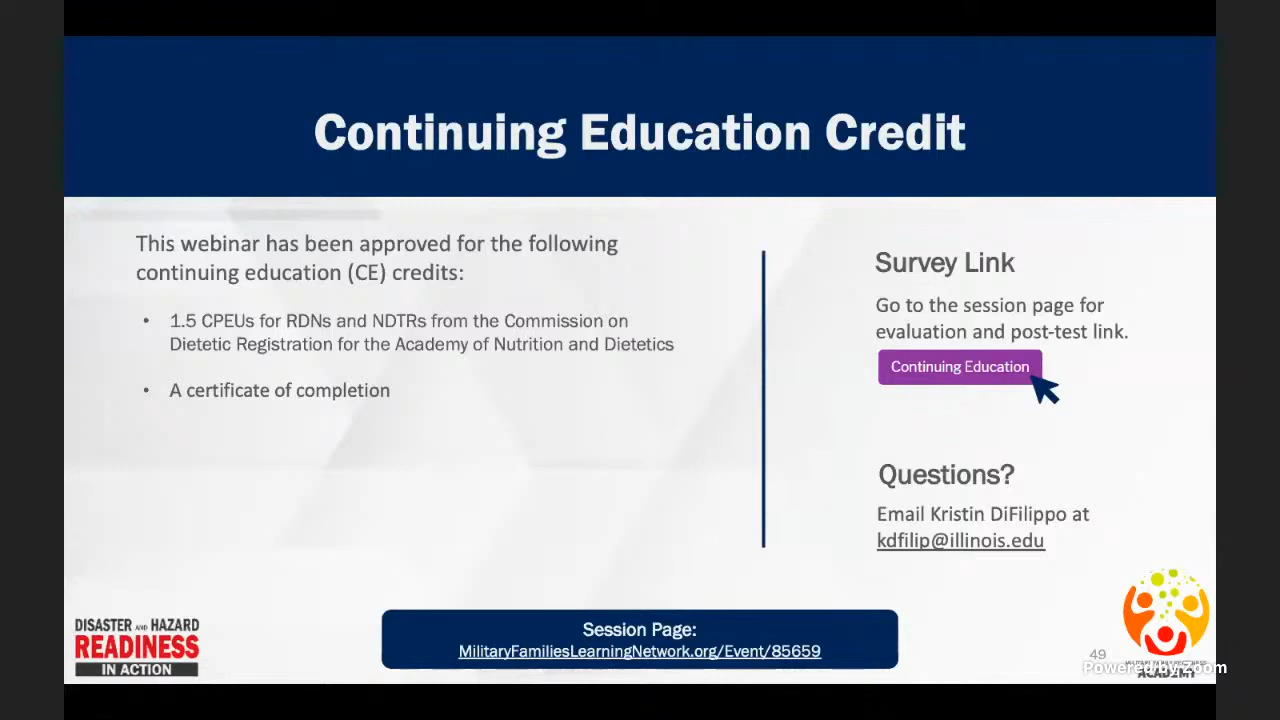 Continuing Education Credit
This webinar has been approved for the following
continuing education (CE) credits:
• 1.5 CPEUs for RDNs and NDTRs from the Commission on
Dietetic Registration for the Academy of Nutrition and Dietetics
• A certificate of completion
Survey Link
Go to the session page for
evaluation and post-test link.
Continuing Education
Questions?
Email Kristin DiFilippo at
kdfilip@illinois.edu
DISASTER AND HAZARD
READINESS
IN ACTION
Session Page:
MilitaryFamiliesLearningNetwork.org/Event/85659
49
MILITARY FAMILY READINESS
ACADEMY
Powered by Zoom